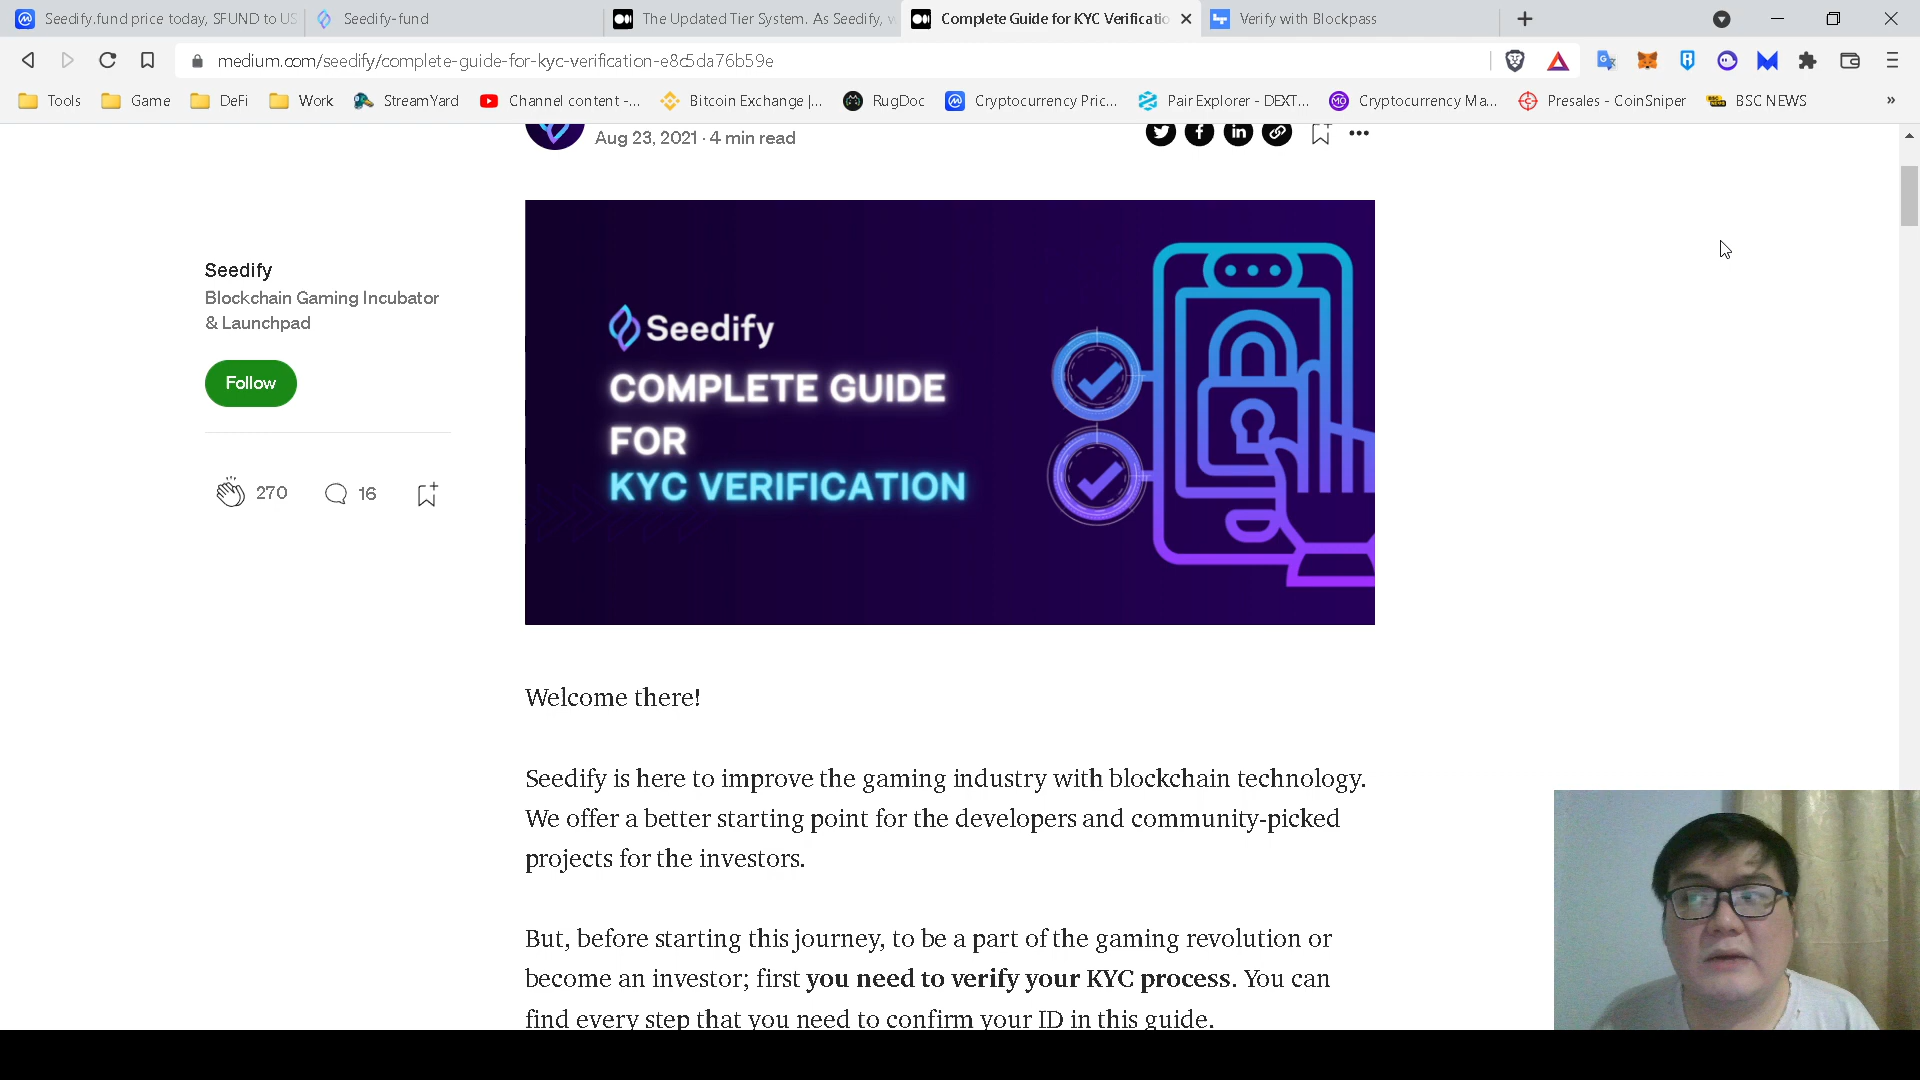 Seedify.fund price today, SFUND to US
Seedify-fund
The Updated Tier System. As Seedify, w
Complete Guide for KYC Verificatio
Verify with Blockpass
medium.com/seedify/complete-guide-for-kyc-verification-e8c5da76b59e
Tools
Game
DeFi
Work
StreamYard
Channel content -...
Bitcoin Exchange |...
RugDoc
Cryptocurrency Pric...
Pair Explorer - DEXT...
Cryptocurrency Ma...
Presales - CoinSniper
BSC NEWS
»
Aug 23, 2021 · 4 min read
Seedify
Blockchain Gaming Incubator
& Launchpad
Follow
270
16
Seedify
COMPLETE GUIDE
FOR
KYC VERIFICATION
Welcome there!
Seedify is here to improve the gaming industry with blockchain technology.
We offer a better starting point for the developers and community-picked
projects for the investors.
But, before starting this journey, to be a part of the gaming revolution or
become an investor; first you need to verify your KYC process. You can
find every step that you need to confirm your ID in this guide.